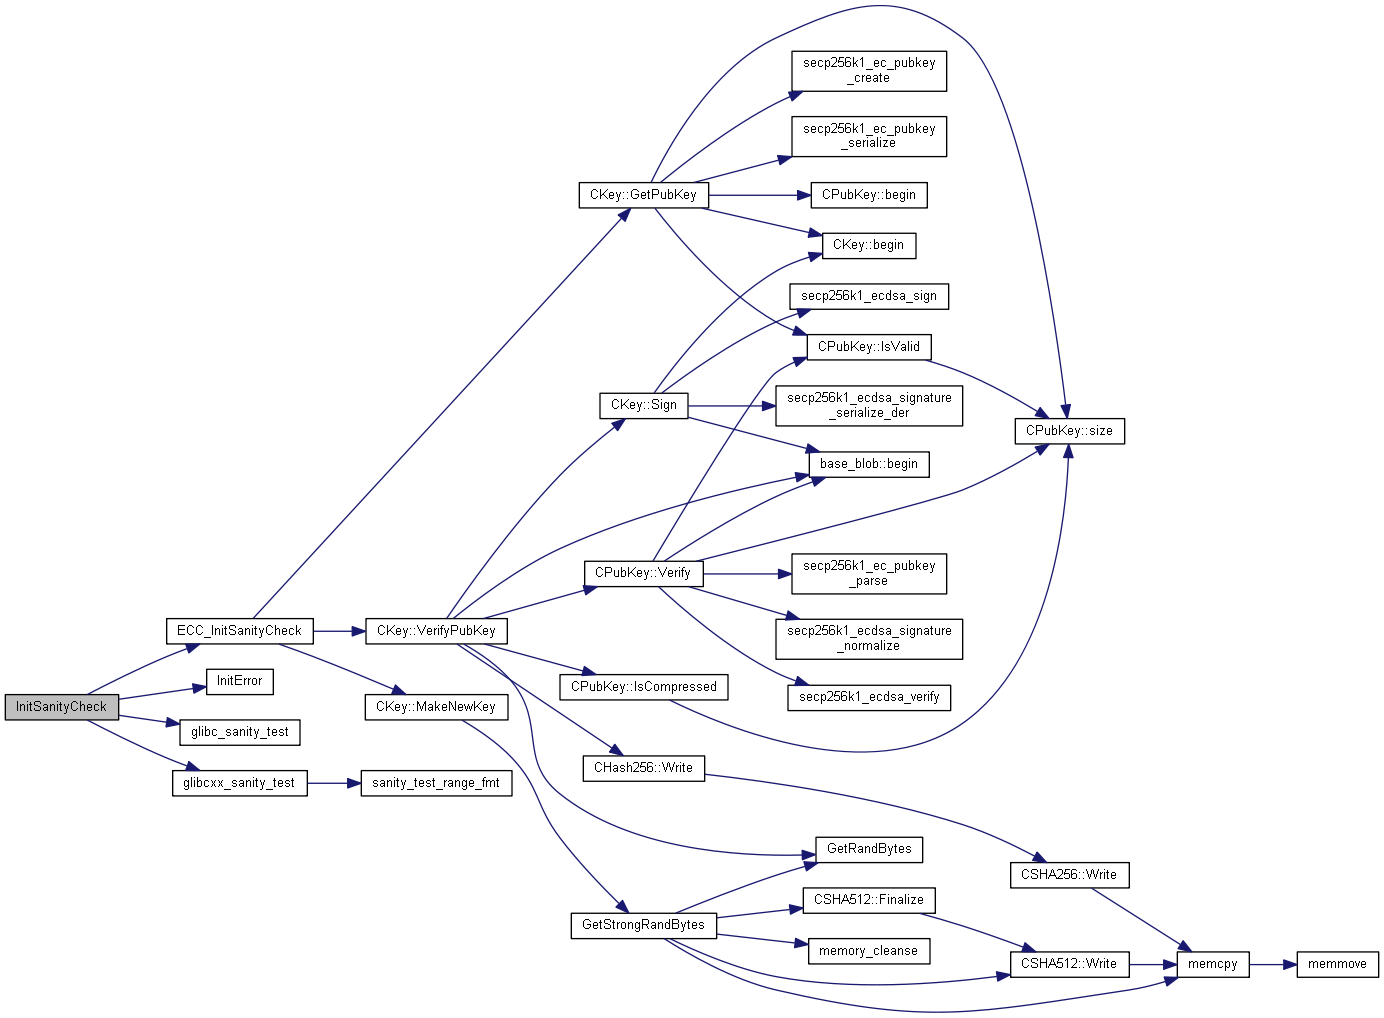 secp256k1_ec_pubkey
_create
secp256k1_ec_pubkey
_serialize
CKey::GetPubKey
CPubKey::begin
CKey::begin
secp256k1_ecdsa_sign
CPubKey::IsValid
CKey::Sign
secp256k1_ecdsa_signature
_serialize_der
CPubKey::size
base_blob::begin
CPubKey::Verify
secp256k1_ec_pubkey
_parse
ECC_InitSanityCheck
CKey::VerifyPubKey
secp256k1_ecdsa_signature
_normalize
InitError
CPubKey::IsCompressed
secp256k1_ecdsa_verify
InitSanityCheck
CKey::MakeNewKey
glibc_sanity_test
CHash256::Write
glibcxx_sanity_test
sanity_test_range_fmt
GetRandBytes
CSHA256::Write
CSHA512::Finalize
GetStrongRandBytes
memory_cleanse
CSHA512::Write
memcpy
memmove